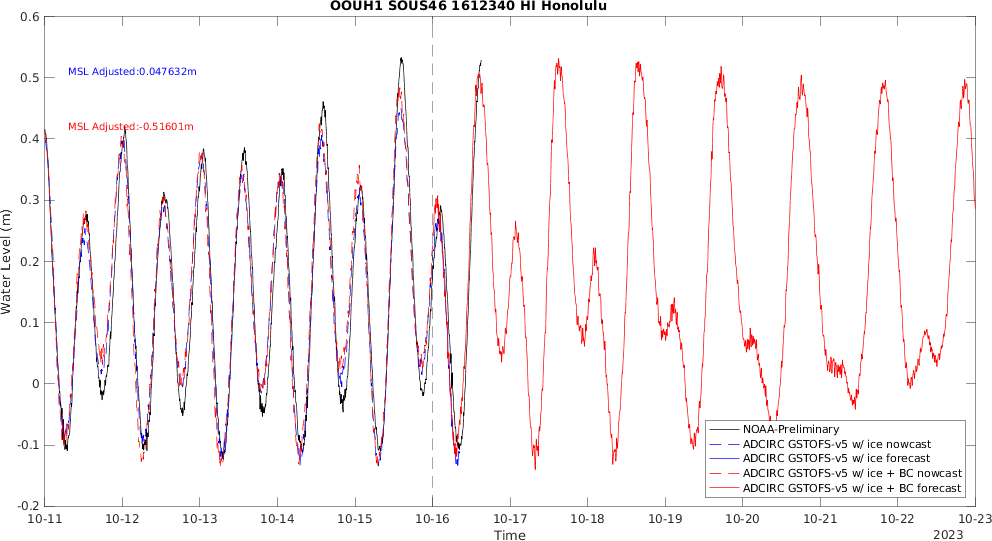 OOUH1 SOUS46 1612340 HI Honolulu
0.6
0.5
0.4
0.3
0.2
0.1
0
-0.1
-0.2
Water Level (m)
MSL Adjusted:0.047632m
MSL Adjusted:-0.51601m
NOAA-Preliminary
ADCIRC GSTOFS-v5 w/ ice nowcast
ADCIRC GSTOFS-v5 w/ ice forecast
ADCIRC GSTOFS-v5 w/ ice + BC nowcast
ADCIRC GSTOFS-v5 w/ ice + BC forecast
10-11 10-12 10-13 10-14 10-15 10-16 10-17 10-18 10-19 10-20 10-21 10-22 10-23
Time
2023